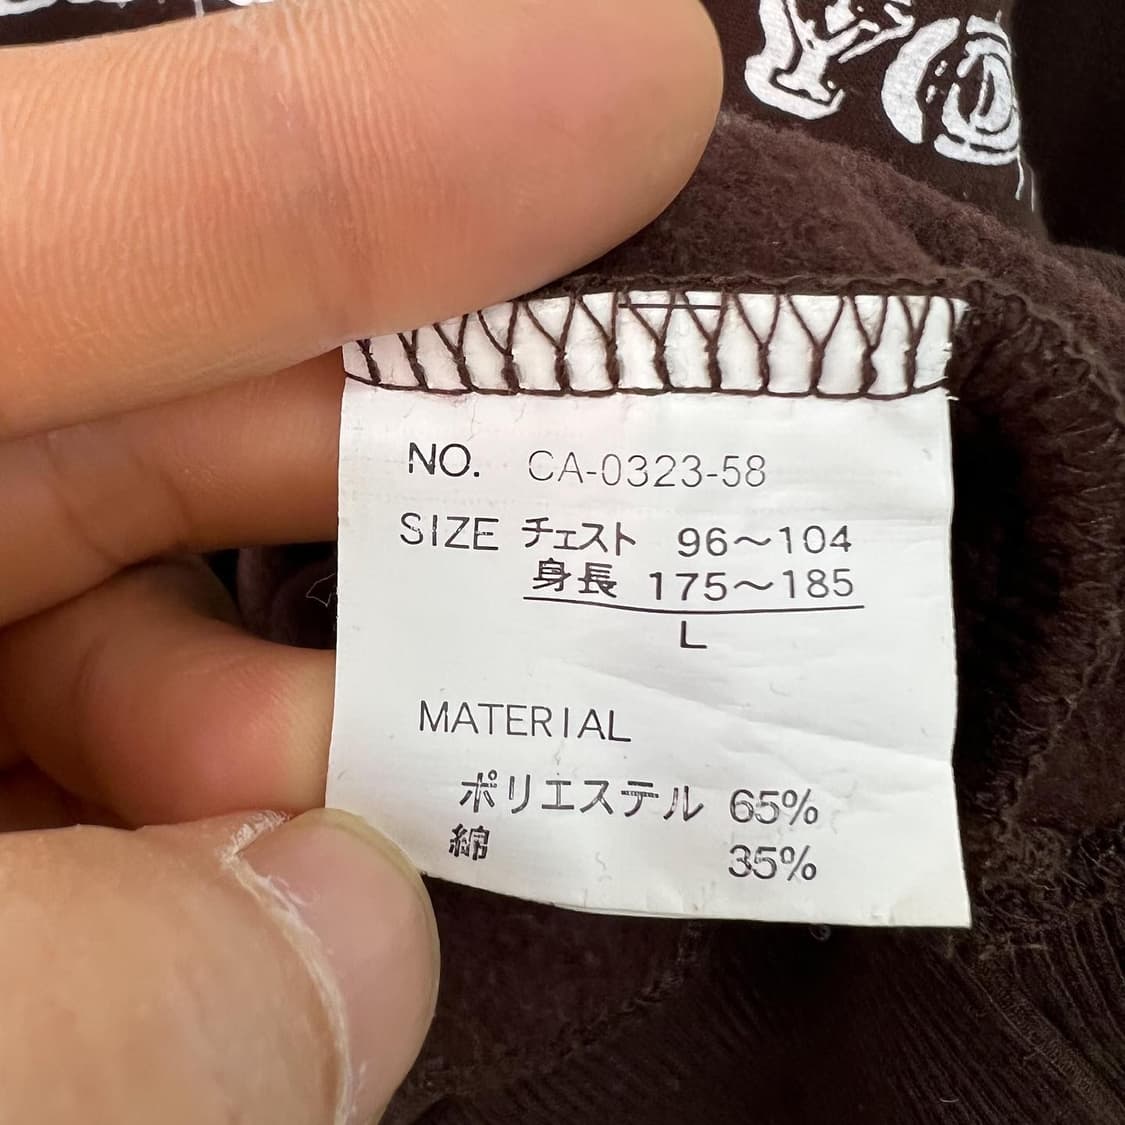 NO. CA-0323-58
SIZE チェスト 96～104
身長 175～185
L
MATERIAL
ポリエステル 65%
綿 35%